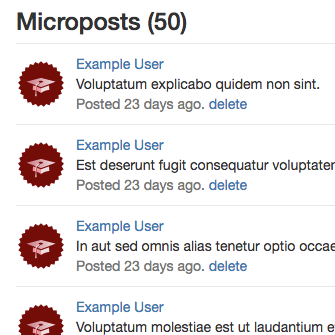 Microposts (50)
Example User
Voluptatum explicabo quidem non sint.
Posted 23 days ago. delete
Example User
Est deserunt fugit consequatur voluptater
Posted 23 days ago. delete
Example User
In aut sed omnis alias tenetur optio occae
Posted 23 days ago. delete
Example User
Voluptatum molestiae est ut laudantium